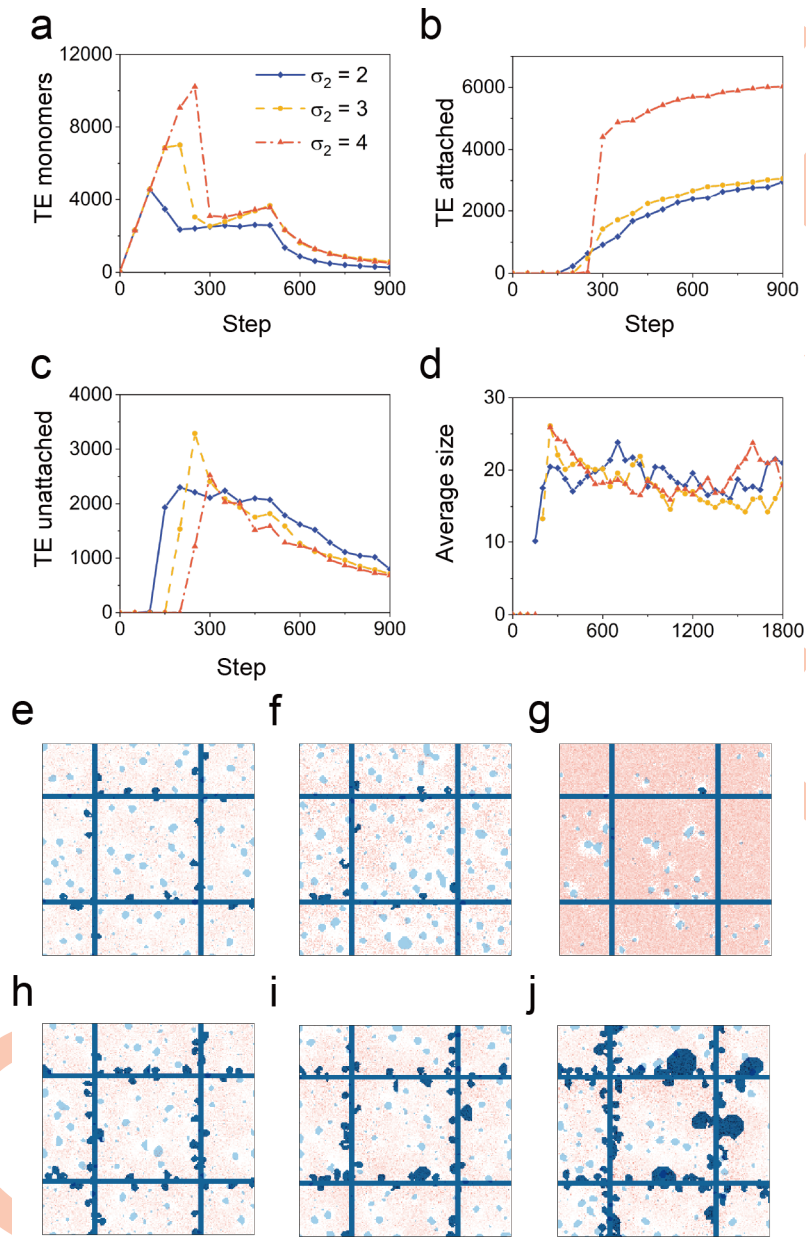 a
TE monomers
12000
8000
4000
0
0 300 600 900
Step
σ₂ = 2
σ₂ = 3
σ₂ = 4
b
TE attached
6000
4000
2000
0
0 300 600 900
Step
c
TE unattached
4000
3000
2000
1000
0
0 300 600 900
Step
d
Average size
30
20
10
0
0 600 1200 1800
e
f
g
h
i
j